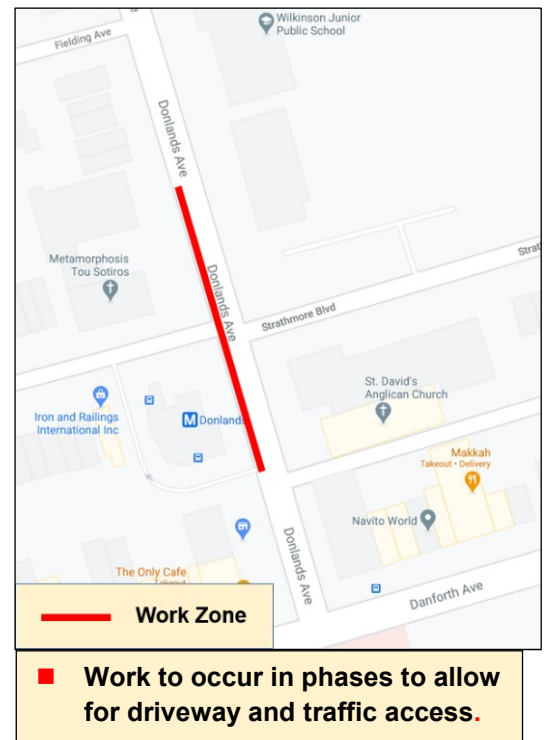 Wilkinson Junior
Public School
Fielding Ave
Donlands Ave
Metamorphosis
Tou Sotiros
Donlands Ave
Strat
Strathmore Blvd
St. David's
Anglican Church
Iron and Railings
International Inc
M Donlands
Makkah
Takeout • Delivery
Navito World
Donlands Ave
The Only Cafe
Takeout
Danforth Ave
Work Zone
Work to occur in phases to allow
for driveway and traffic access.